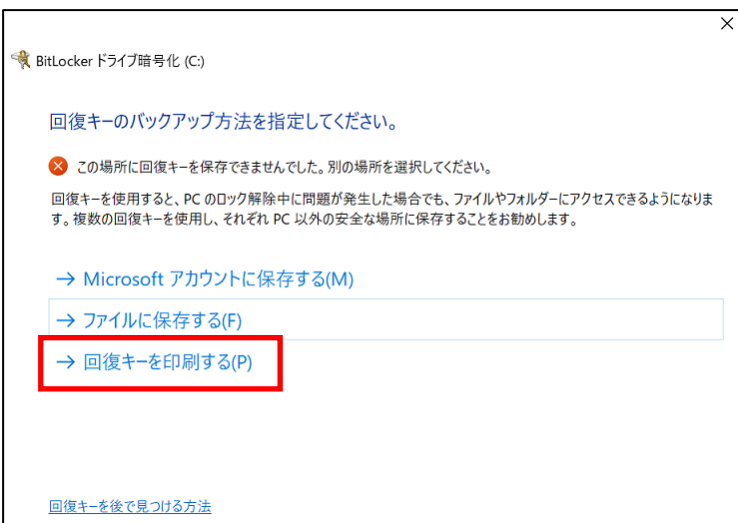 BitLocker ドライブ暗号化 (C:)
回復キーのバックアップ方法を指定してください。
この場所に回復キーを保存できませんでした。別の場所を選択してください。
回復キーを使用すると、PC のロック解除中に問題が発生した場合でも、ファイルやフォルダーにアクセスできるようになりま
す。複数の回復キーを使用し、それぞれ PC 以外の安全な場所に保存することをお勧めします。
→ Microsoft アカウントに保存する(M)
→ ファイルに保存する(F)
→ 回復キーを印刷する(P)
回復キーを後で見つける方法